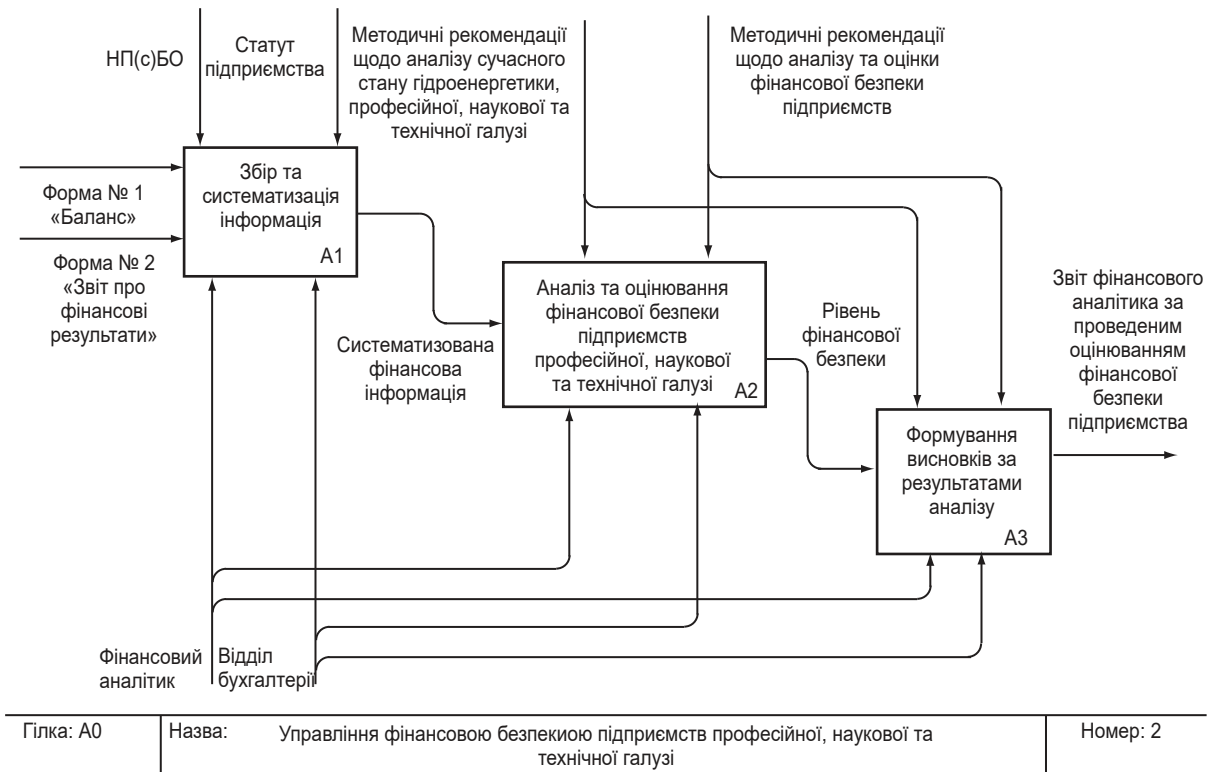 НП(с)БО
Статут
підприємства
Методичні рекомендації
щодо аналізу сучасного
стану гідроенергетики,
професійної, наукової та
технічної галузі
Методичні рекомендації
щодо аналізу та оцінки
фінансової безпеки
підприємств
Форма № 1
«Баланс»
Форма № 2
«Звіт про
фінансові
результати»
Збір та
систематизація
інформація
А1
Систематизована
фінансова
інформація
Аналіз та оцінювання
фінансової безпеки
підприємств
професійної, наукової
та технічної галузі
А2
Рівень
фінансової
безпеки
Формування
висновків за
результатами
аналізу
А3
Звіт фінансового
аналітика за
проведеним
оцінюванням
фінансової
безпеки
підприємства
Фінансовий
аналітик
Відділ
бухгалтерії
Гілка: А0
Назва:
Управління фінансовою безпекиою підприємств професійної, наукової та
технічної галузі
Номер: 2